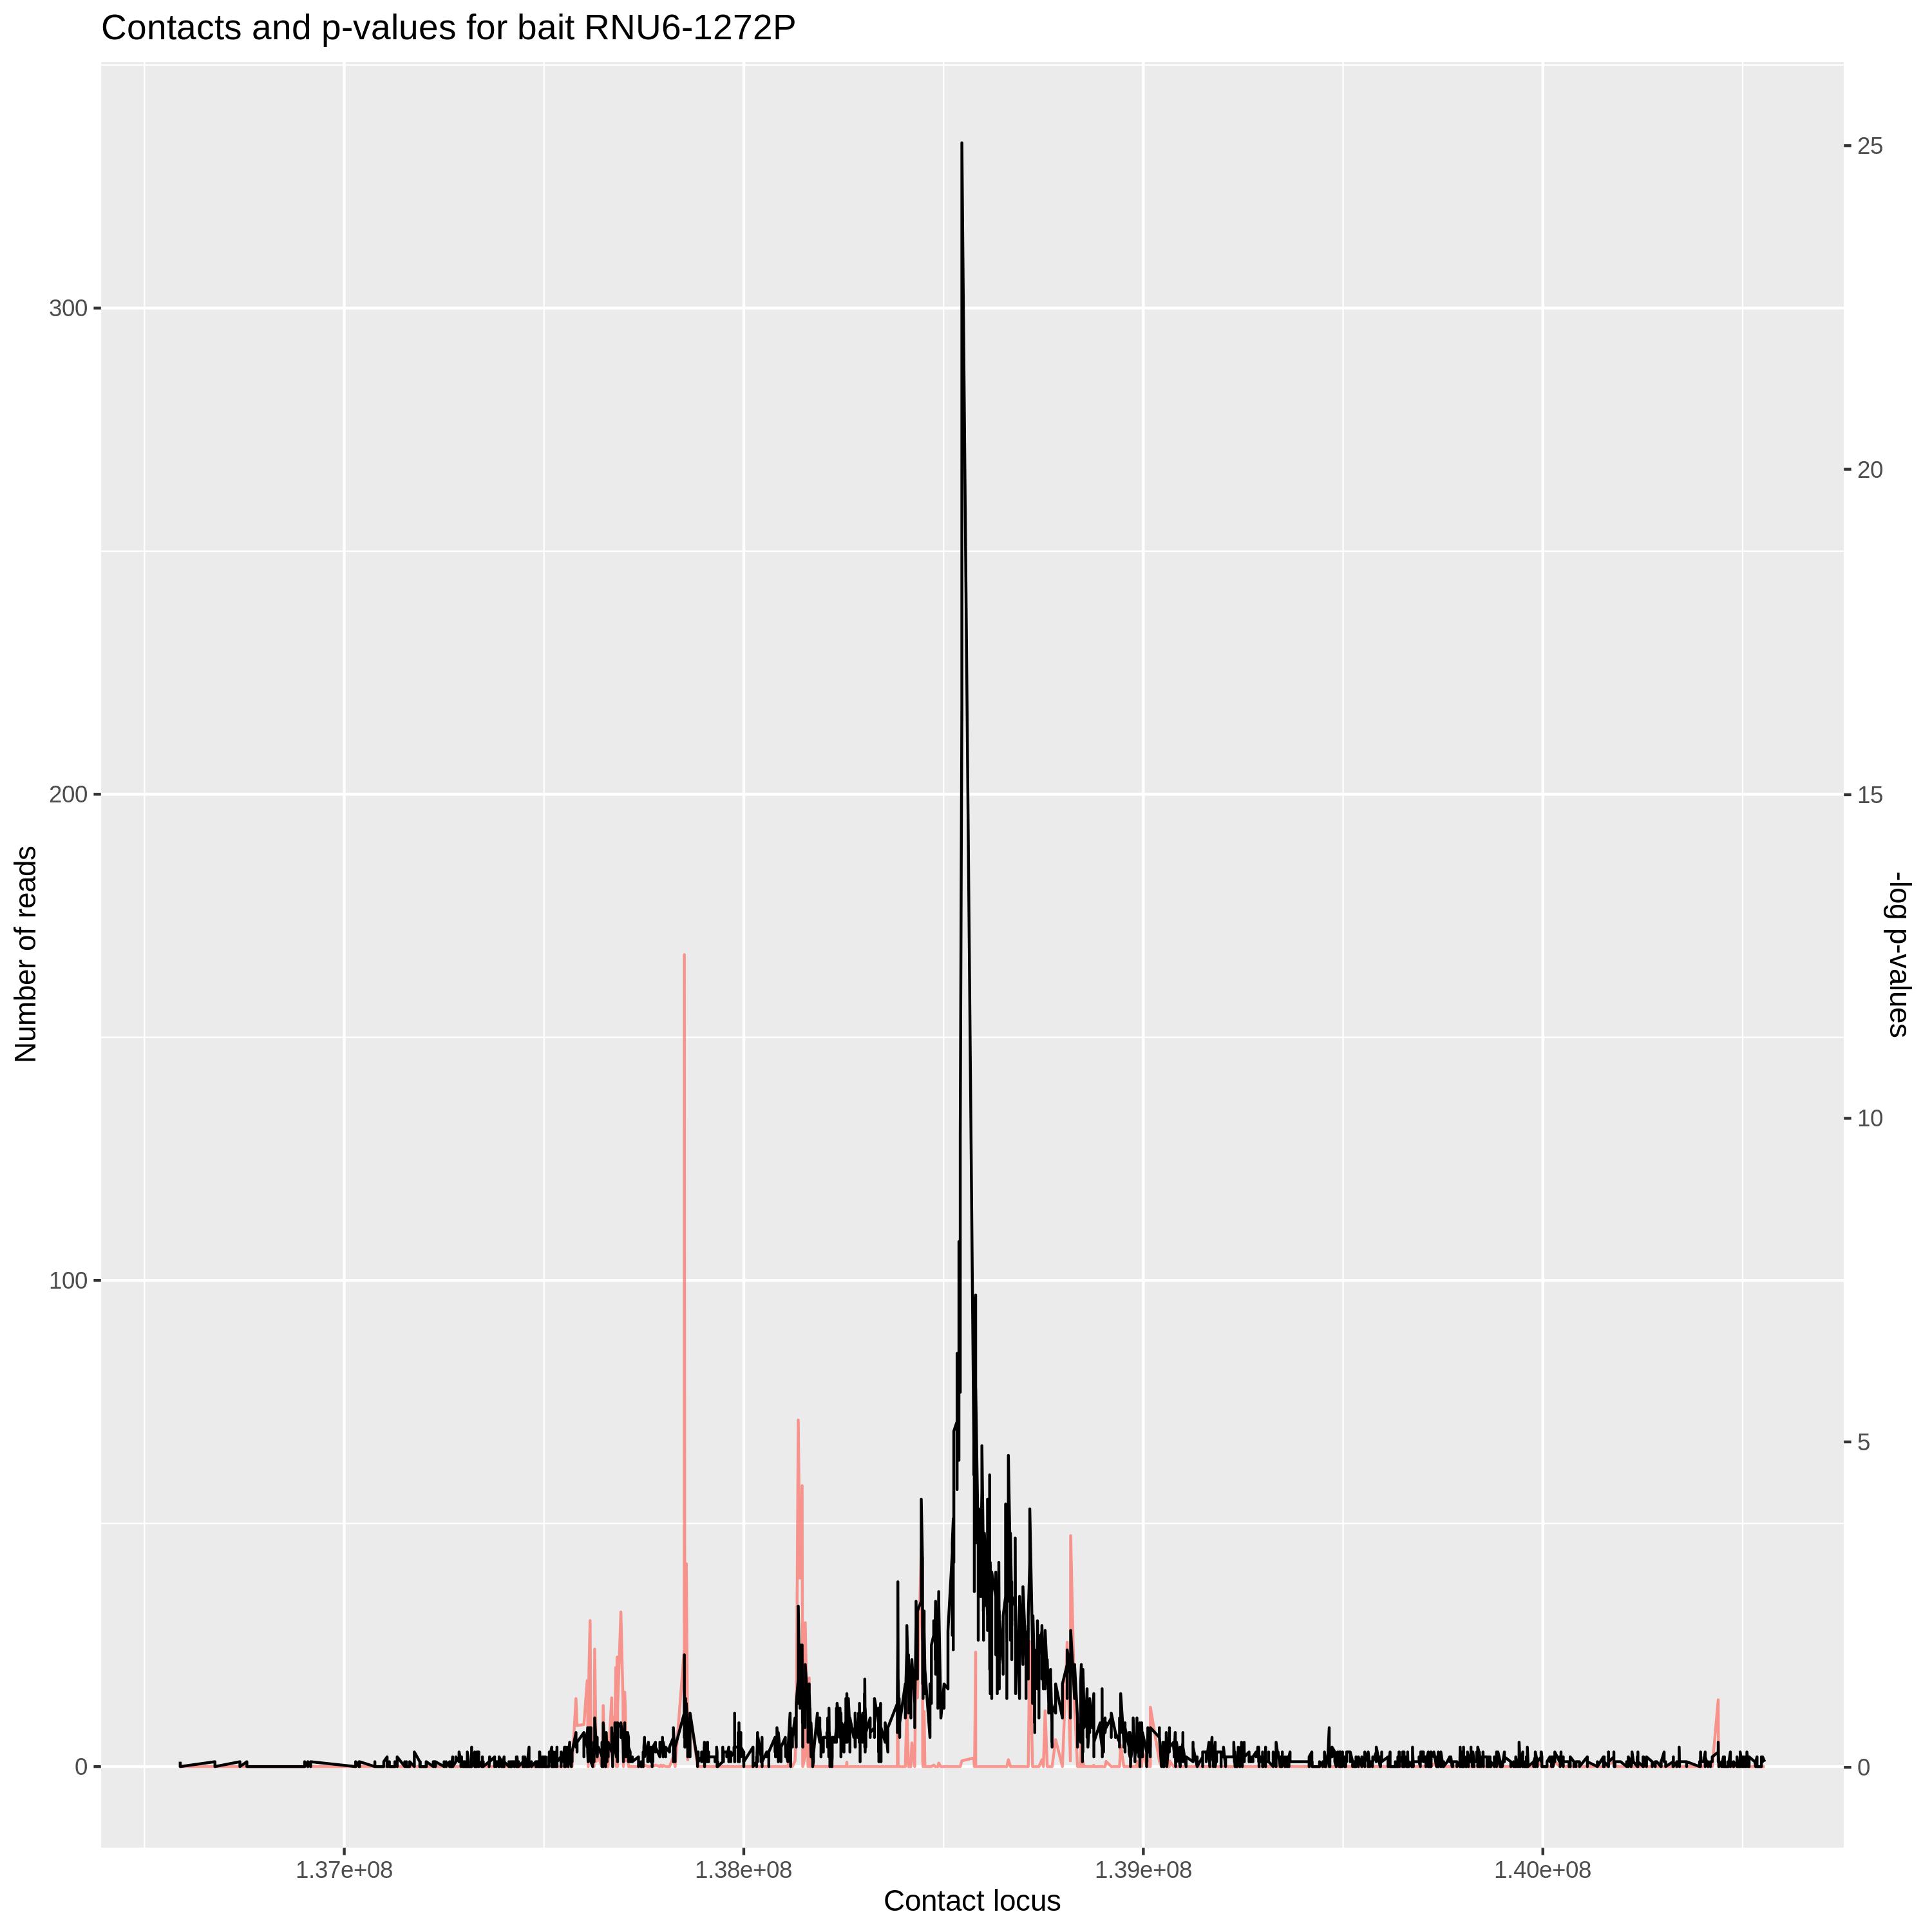 Contacts and p-values for bait RNU6-1272P
Number of reads
300
200
100
0
25
20
15
10
5
0
-log p-values
1.37e+08
1.38e+08
1.39e+08
1.40e+08
Contact locus